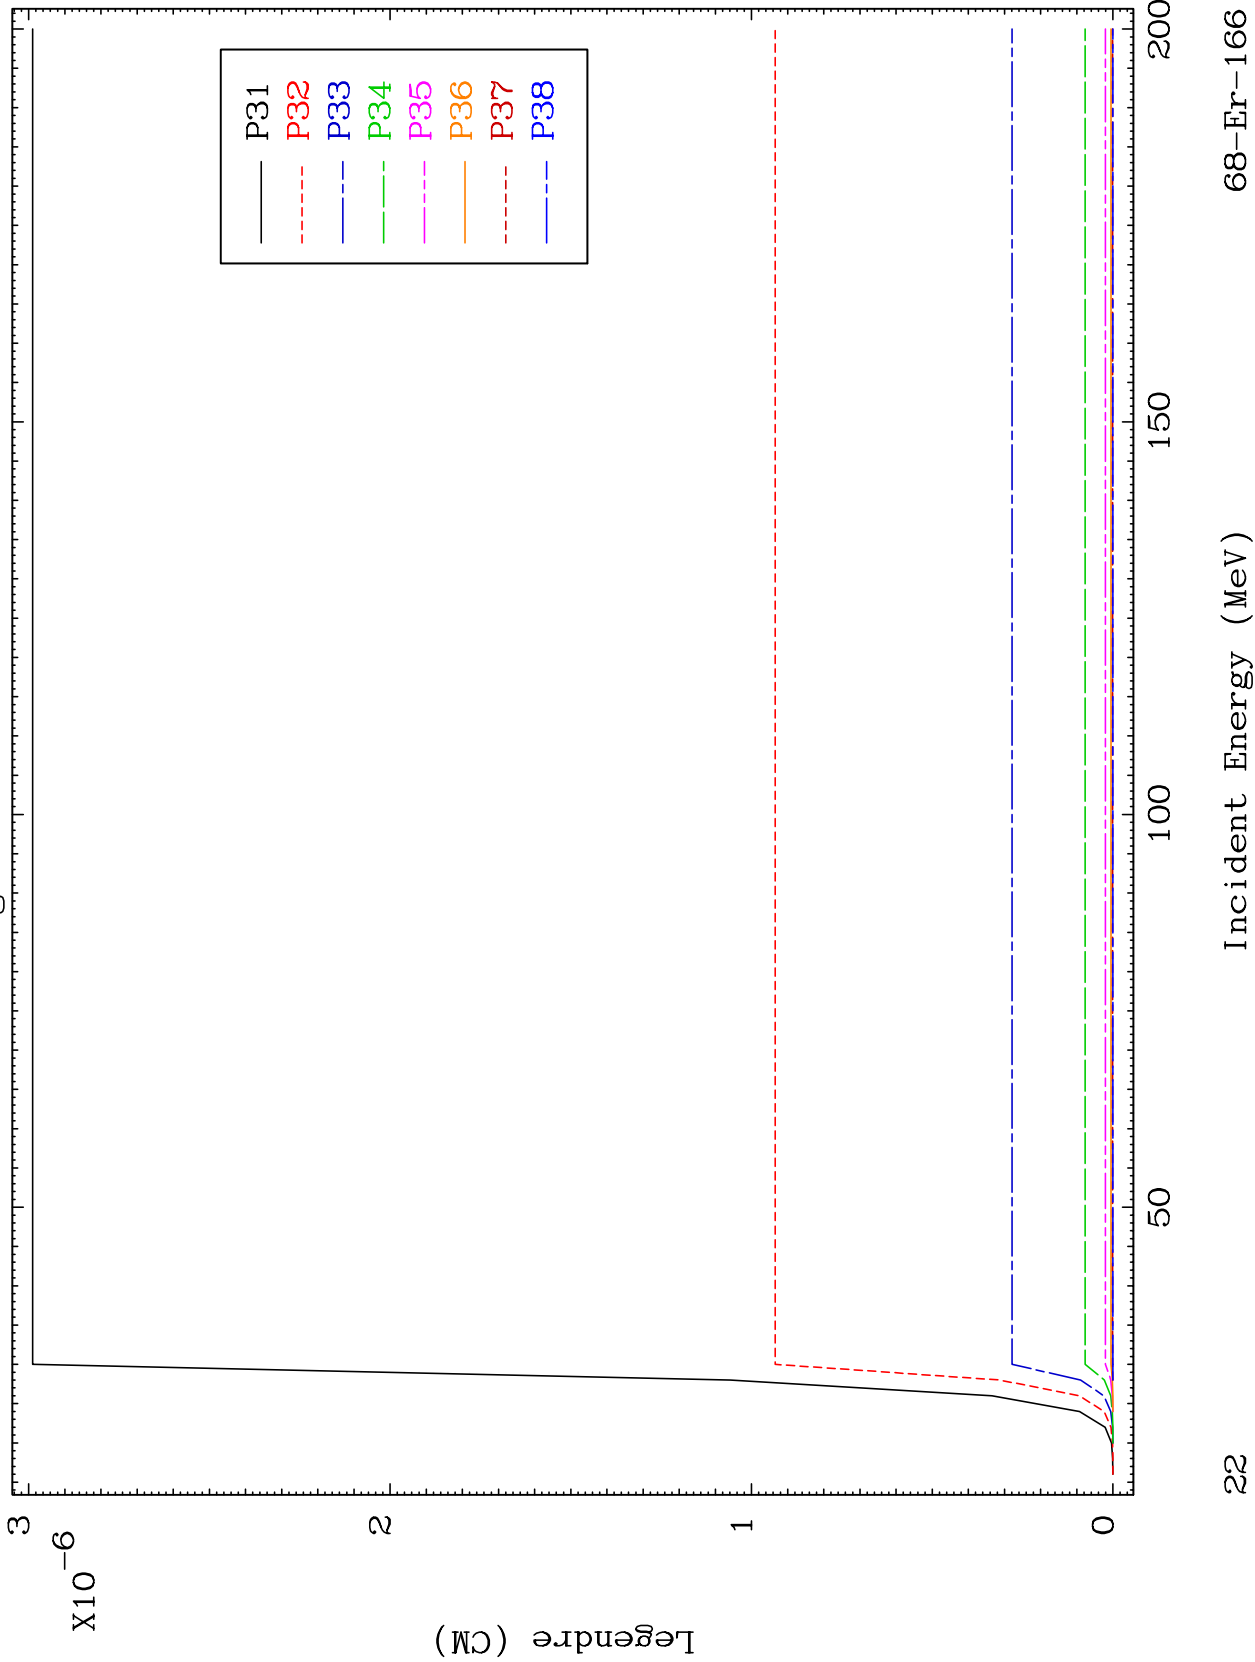 3
2
1
0
X10-6
Legendre (CM)
P31
P32
P33
P34
P35
P36
P37
P38
50
100
150
200
Incident Energy (MeV)
22
68-Er-166